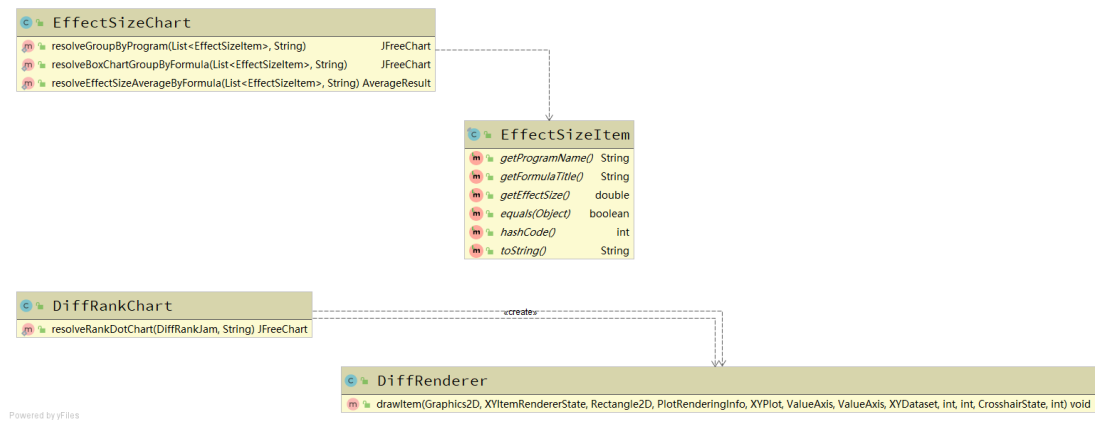 EffectSizeChart
resolveGroupByProgram(List<EffectSizeItem>, String) JFreeChart
resolveBoxChartGroupByFormula(List<EffectSizeItem>, String) JFreeChart
resolveEffectSizeAverageByFormula(List<EffectSizeItem>, String) AverageResult
EffectSizeItem
getProgramName() String
getFormulaTitle() String
getEffectSize() double
equals(Object) boolean
hashCode() int
toString() String
DiffRankChart
resolveRankDotChart(DiffRankJam, String) JFreeChart
«create»
DiffRenderer
drawItem(Graphics2D, XYItemRendererState, Rectangle2D, PlotRenderingInfo, XYPlot, ValueAxis, ValueAxis, XYDataset, int, int, CrosshairState, int) void
Powered by yFiles